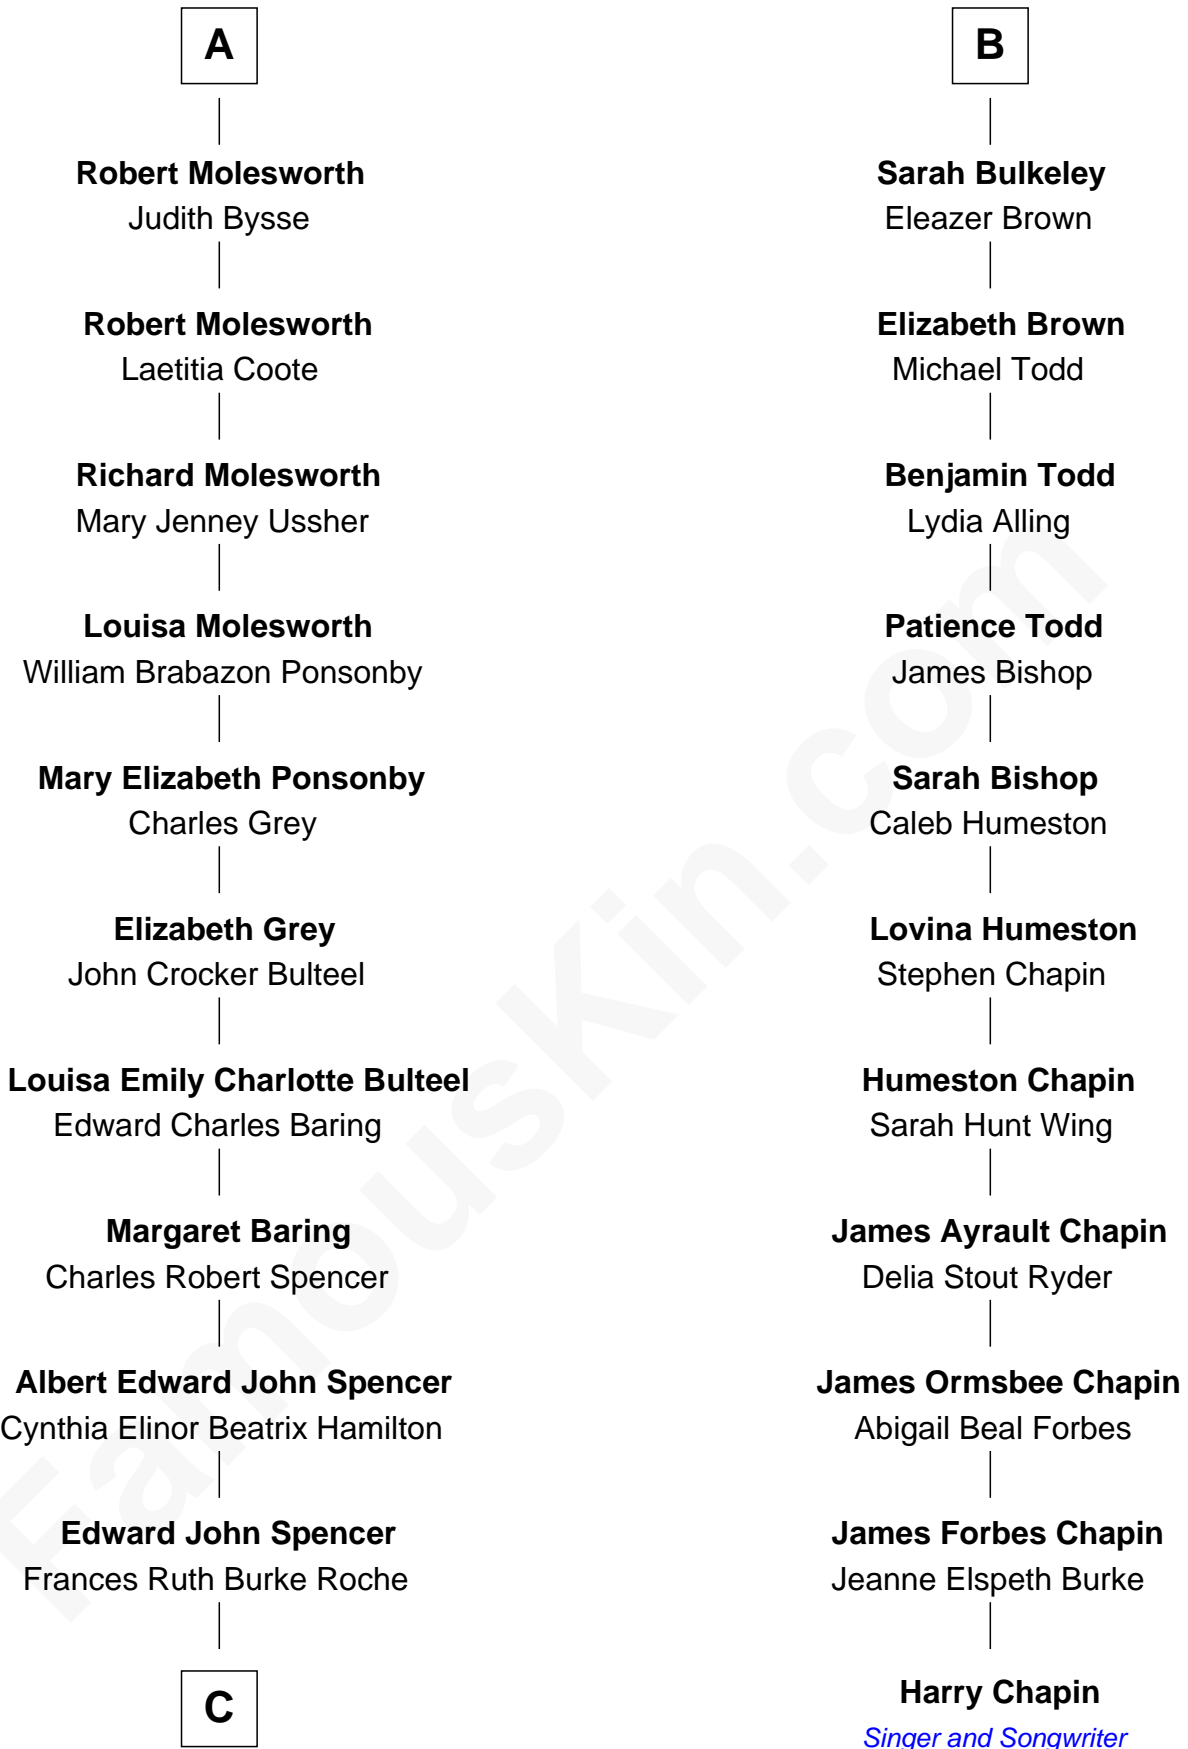 A
Robert Molesworth
Judith Bysse
Robert Molesworth
Laetitia Coote
Richard Molesworth
Mary Jenney Ussher
Louisa Molesworth
William Brabazon Ponsonby
Mary Elizabeth Ponsonby
Charles Grey
Elizabeth Grey
John Crocker Bulteel
Louisa Emily Charlotte Bulteel
Edward Charles Baring
Margaret Baring
Charles Robert Spencer
Albert Edward John Spencer
Cynthia Elinor Beatrix Hamilton
Edward John Spencer
Frances Ruth Burke Roche
C
B
Sarah Bulkeley
Eleazer Brown
Elizabeth Brown
Michael Todd
Benjamin Todd
Lydia Alling
Patience Todd
James Bishop
Sarah Bishop
Caleb Humeston
Lovina Humeston
Stephen Chapin
Humeston Chapin
Sarah Hunt Wing
James Ayrault Chapin
Delia Stout Ryder
James Ormsbee Chapin
Abigail Beal Forbes
James Forbes Chapin
Jeanne Elspeth Burke
Harry Chapin
Singer and Songwriter
FamousKin.com